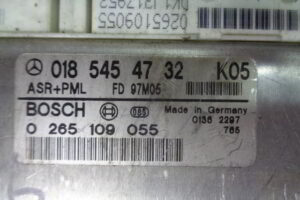 0265109055
018 545 47 32 K05
ASR+PML FD 97M05
BOSCH Made in Germany
0136 2297
0 265 109 055 765